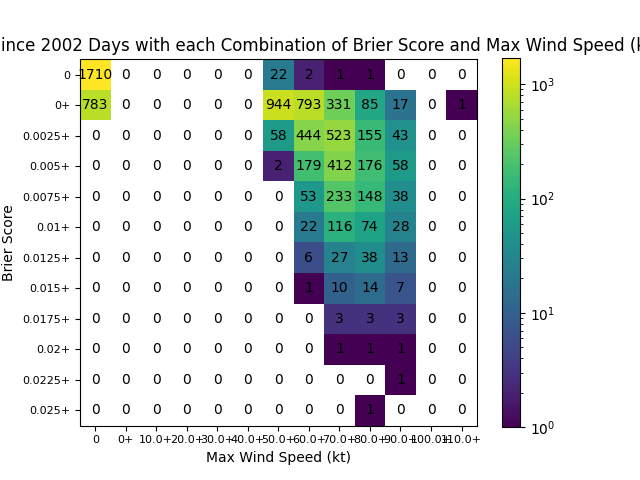 ince 2002 Days with each Combination of Brier Score and Max Wind Speed (k
0 1710 0 0 0 0 0 22 2 1 1 0 0 0
0+ 783 0 0 0 0 0 944 793 331 85 17 0 1
0.0025+ 0 0 0 0 0 0 58 444 523 155 43 0 0
0.005+ 0 0 0 0 0 0 2 179 412 176 58 0 0
0.0075+ 0 0 0 0 0 0 0 53 233 148 38 0 0
0.01+ 0 0 0 0 0 0 0 22 116 74 28 0 0
0.0125+ 0 0 0 0 0 0 0 6 27 38 13 0 0
0.015+ 0 0 0 0 0 0 0 1 10 14 7 0 0
0.0175+ 0 0 0 0 0 0 0 0 3 3 3 0 0
0.02+ 0 0 0 0 0 0 0 0 1 1 1 0 0
0.0225+ 0 0 0 0 0 0 0 0 0 0 1 0 0
0.025+ 0 0 0 0 0 0 0 0 0 1 0 0 0
0 0+ 10.0+ 20.0+ 30.0+ 40.0+ 50.0+ 60.0+ 70.0+ 80.0+ 90.0+ 100.0+ 110.0+
Max Wind Speed (kt)
Brier Score
10³
10²
10¹
10⁰